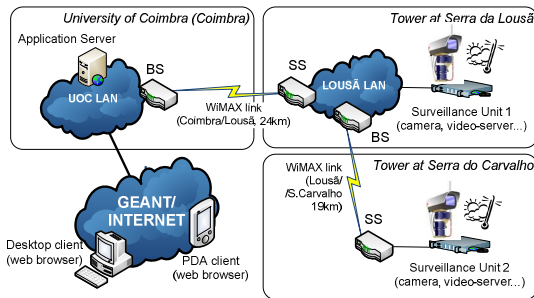 University of Coimbra (Coimbra)
Application Server
BS
UOC LAN
WiMAX link
(Coimbra/Lousã, 24km)
Tower at Serra da Lousã
SS
LOUSÃ LAN
BS
Surveillance Unit 1
(camera, video-server...)
WiMAX link
(Lousã/
/S.Carvalho
19km)
Tower at Serra do Carvalho
SS
Surveillance Unit 2
(camera, video-server...)
GEANT/
INTERNET
Desktop client
(web browser)
PDA client
(web browser)